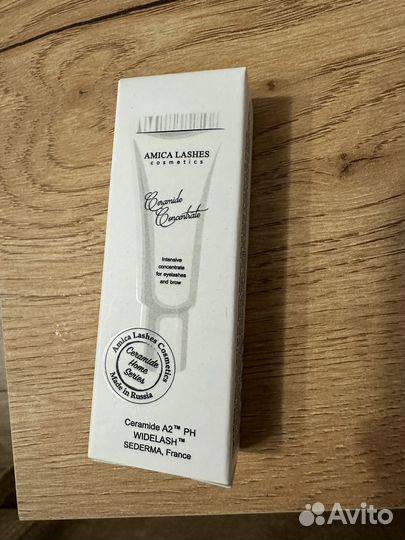 AMICA LASHES
cosmetics
Ceramide
Concentrate
Intensive
concentrate
for eyelashes
and brow
Amica Lashes Cosmetics
Ceramide
Home
Series
Made in Russia
Ceramide A2™ PH
WIDELASH™
SEDERMA, France
Avito